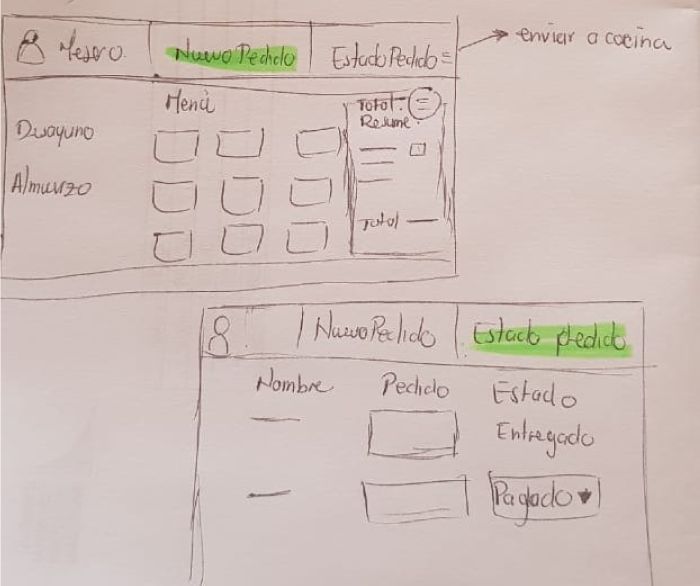 Mesero.
Nuevo Pedido
Estado Pedido
enviar a cocina
Menú
Total:
Resume
Desayuno
Almuerzo
Total
Nuevo Pedido
Estado pedido
Nombre
Pedido
Estado
Entregado
Pagado